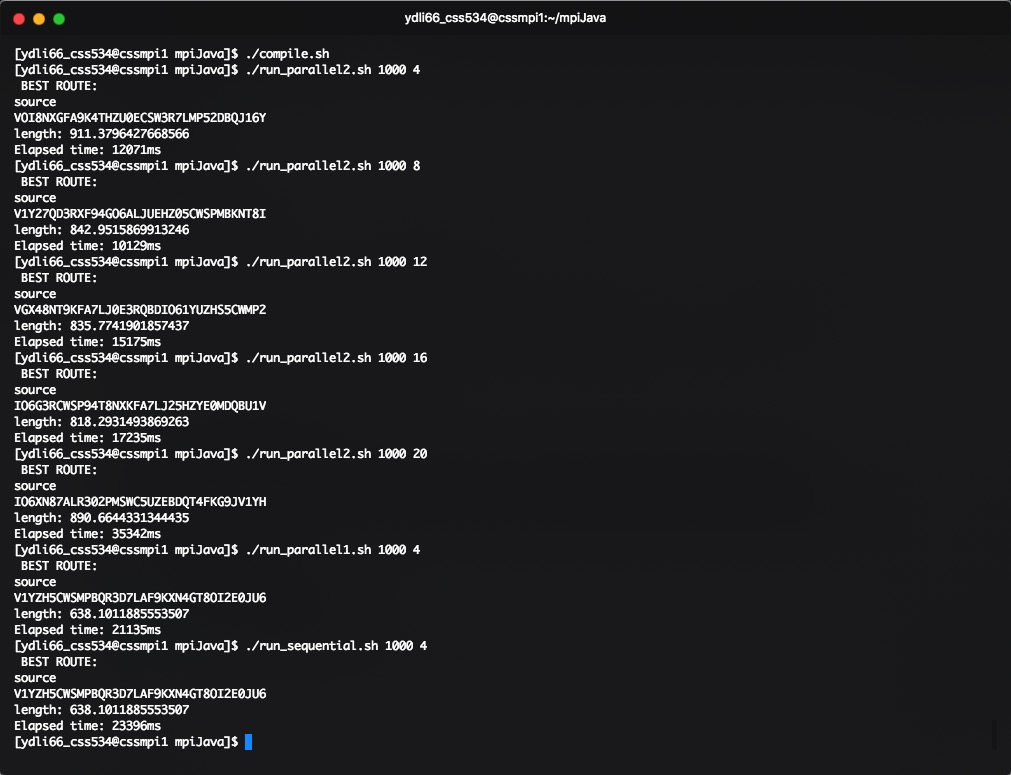 ydli66_css534@cssmpi1:~/mpiJava
[ydli66_css534@cssmpi1 mpiJava]$ ./compile.sh
[ydli66_css534@cssmpi1 mpiJava]$ ./run_parallel2.sh 1000 4
BEST ROUTE:
source
VOI8NXGFA9K4THZU0ECSW3R7LMP52DBQJ16Y
length: 911.3796427668566
Elapsed time: 12071ms
[ydli66_css534@cssmpi1 mpiJava]$ ./run_parallel2.sh 1000 8
BEST ROUTE:
source
V1Y27QD3RXF94GO6ALJUEHZ05CWSPMBKNT8I
length: 842.9515869913246
Elapsed time: 10129ms
[ydli66_css534@cssmpi1 mpiJava]$ ./run_parallel2.sh 1000 12
BEST ROUTE:
source
VGX48NT9KFA7LJ0E3RQBDIO61YUZHS5CWMP2
length: 835.7741901857437
Elapsed time: 15175ms
[ydli66_css534@cssmpi1 mpiJava]$ ./run_parallel2.sh 1000 16
BEST ROUTE:
source
IO6G3RCWSP94T8NXKFA7LJ25HZYE0MDQBU1V
length: 818.2931493869263
Elapsed time: 17235ms
[ydli66_css534@cssmpi1 mpiJava]$ ./run_parallel2.sh 1000 20
BEST ROUTE:
source
IO6XN87ALR302PMSWC5UZEBDQT4FKG9JV1YH
length: 890.6644331344435
Elapsed time: 35342ms
[ydli66_css534@cssmpi1 mpiJava]$ ./run_parallel1.sh 1000 4
BEST ROUTE:
source
V1YZH5CWSMPBQR3D7LAF9KXN4GT8OI2E0JU6
length: 638.1011885553507
Elapsed time: 21135ms
[ydli66_css534@cssmpi1 mpiJava]$ ./run_sequential.sh 1000 4
BEST ROUTE:
source
V1YZH5CWSMPBQR3D7LAF9KXN4GT8OI2E0JU6
length: 638.1011885553507
Elapsed time: 23396ms
[ydli66_css534@cssmpi1 mpiJava]$